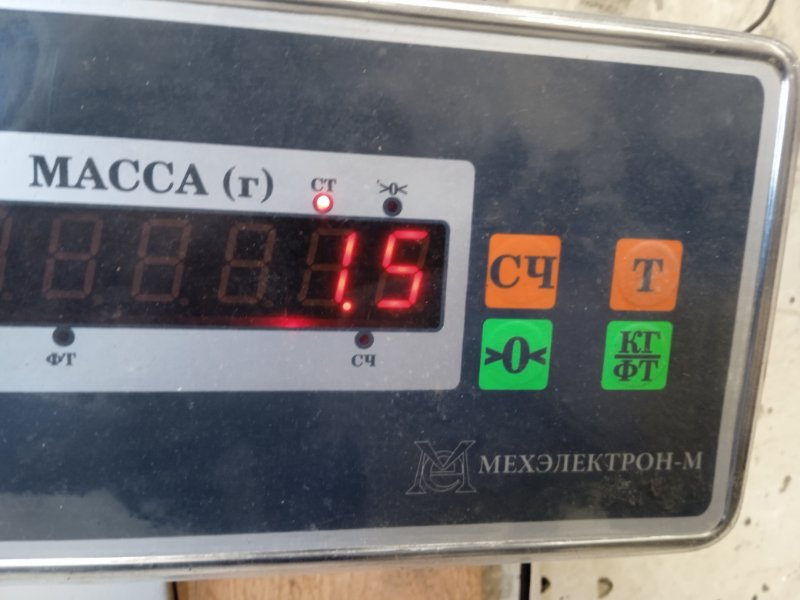 МАССА (г)
СТ
>0<
1.5
ФТ
СЧ
СЧ
Т
>0<
КГ
ФТ
МЕХЭЛЕКТРОН-М